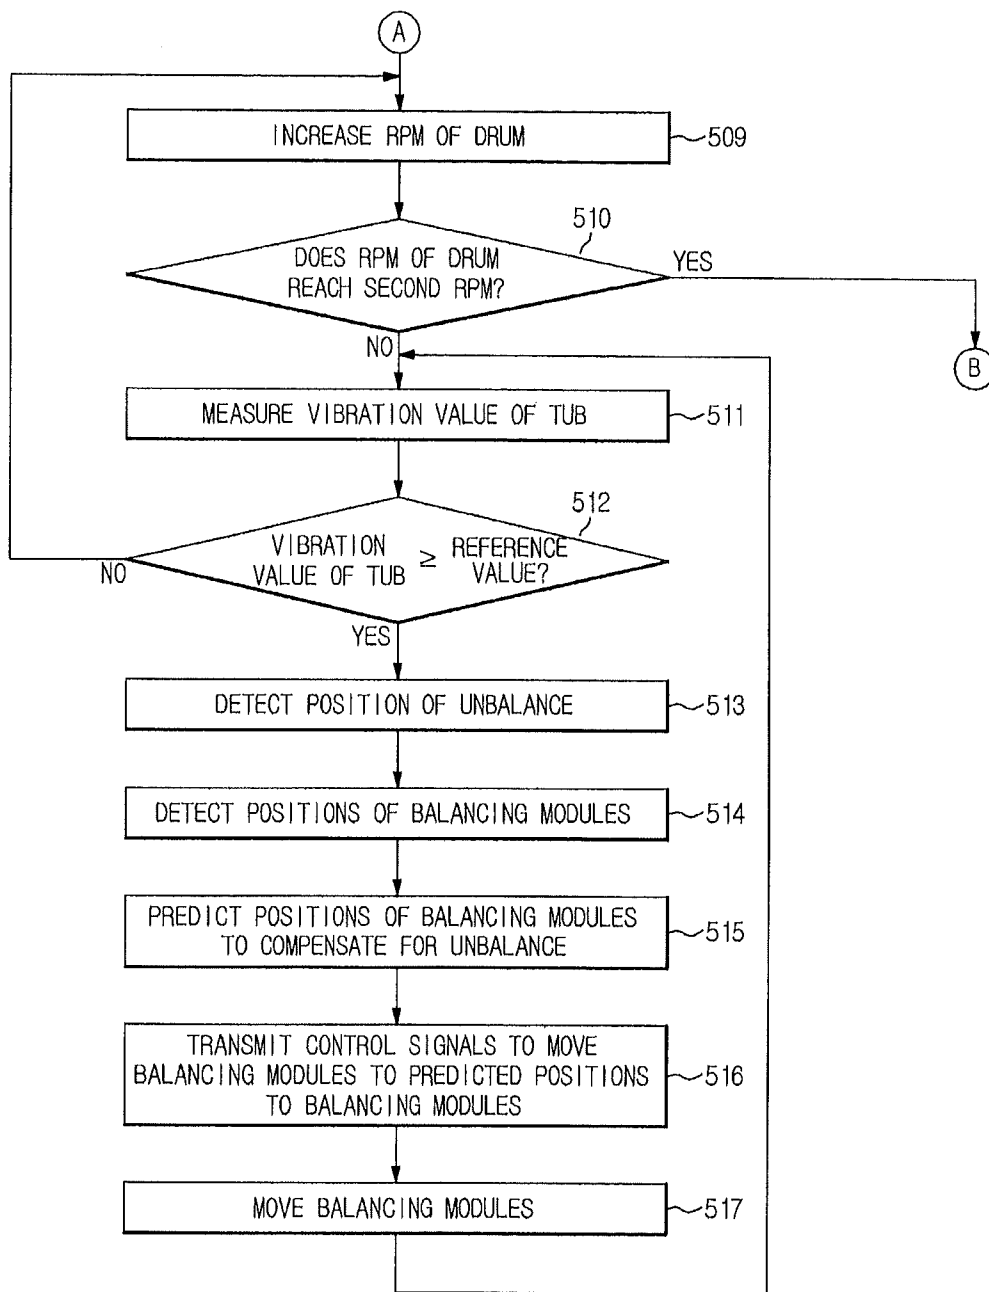 A
INCREASE RPM OF DRUM
509
510
DOES RPM OF DRUM
REACH SECOND RPM?
YES
NO
B
MEASURE VIBRATION VALUE OF TUB
511
512
VIBRATION
VALUE OF TUB
≥
REFERENCE
VALUE?
NO
YES
DETECT POSITION OF UNBALANCE
513
DETECT POSITIONS OF BALANCING MODULES
514
PREDICT POSITIONS OF BALANCING MODULES
TO COMPENSATE FOR UNBALANCE
515
TRANSMIT CONTROL SIGNALS TO MOVE
BALANCING MODULES TO PREDICTED POSITIONS
TO BALANCING MODULES
516
MOVE BALANCING MODULES
517